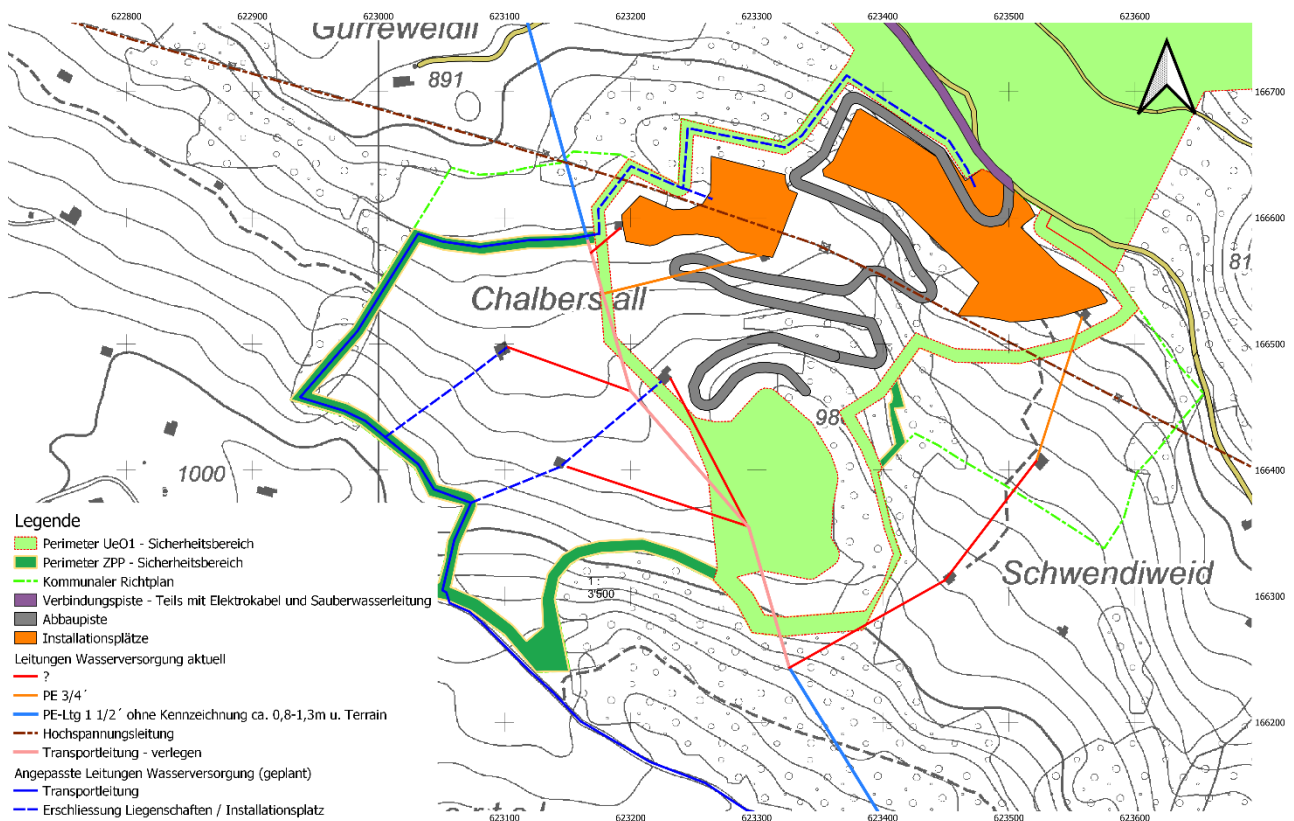 622800 622900 623000 623100 623200 623300 623400 623500 623600
Gurreweidli
891
166700
166600
81
Chalberstall
166500
98
166400
1000
Schwendiweid
166300
1:
3'500
166200
Legende
Perimeter UeO1 - Sicherheitsbereich
Perimeter ZPP - Sicherheitsbereich
Kommunaler Richtplan
Verbindungspiste - Teils mit Elektrokabel und Sauberwasserleitung
Abbaupiste
Installationsplätze
Leitungen Wasserversorgung aktuell
?
PE 3/4´
PE-Ltg 1 1/2´ ohne Kennzeichnung ca. 0,8-1,3m u. Terrain
Hochspannungsleitung
Transportleitung - verlegen
Angepasste Leitungen Wasserversorgung (geplant)
Transportleitung
Erschliessung Liegenschaften / Installationsplatz
623100 623200 623300 623400 623500 623600